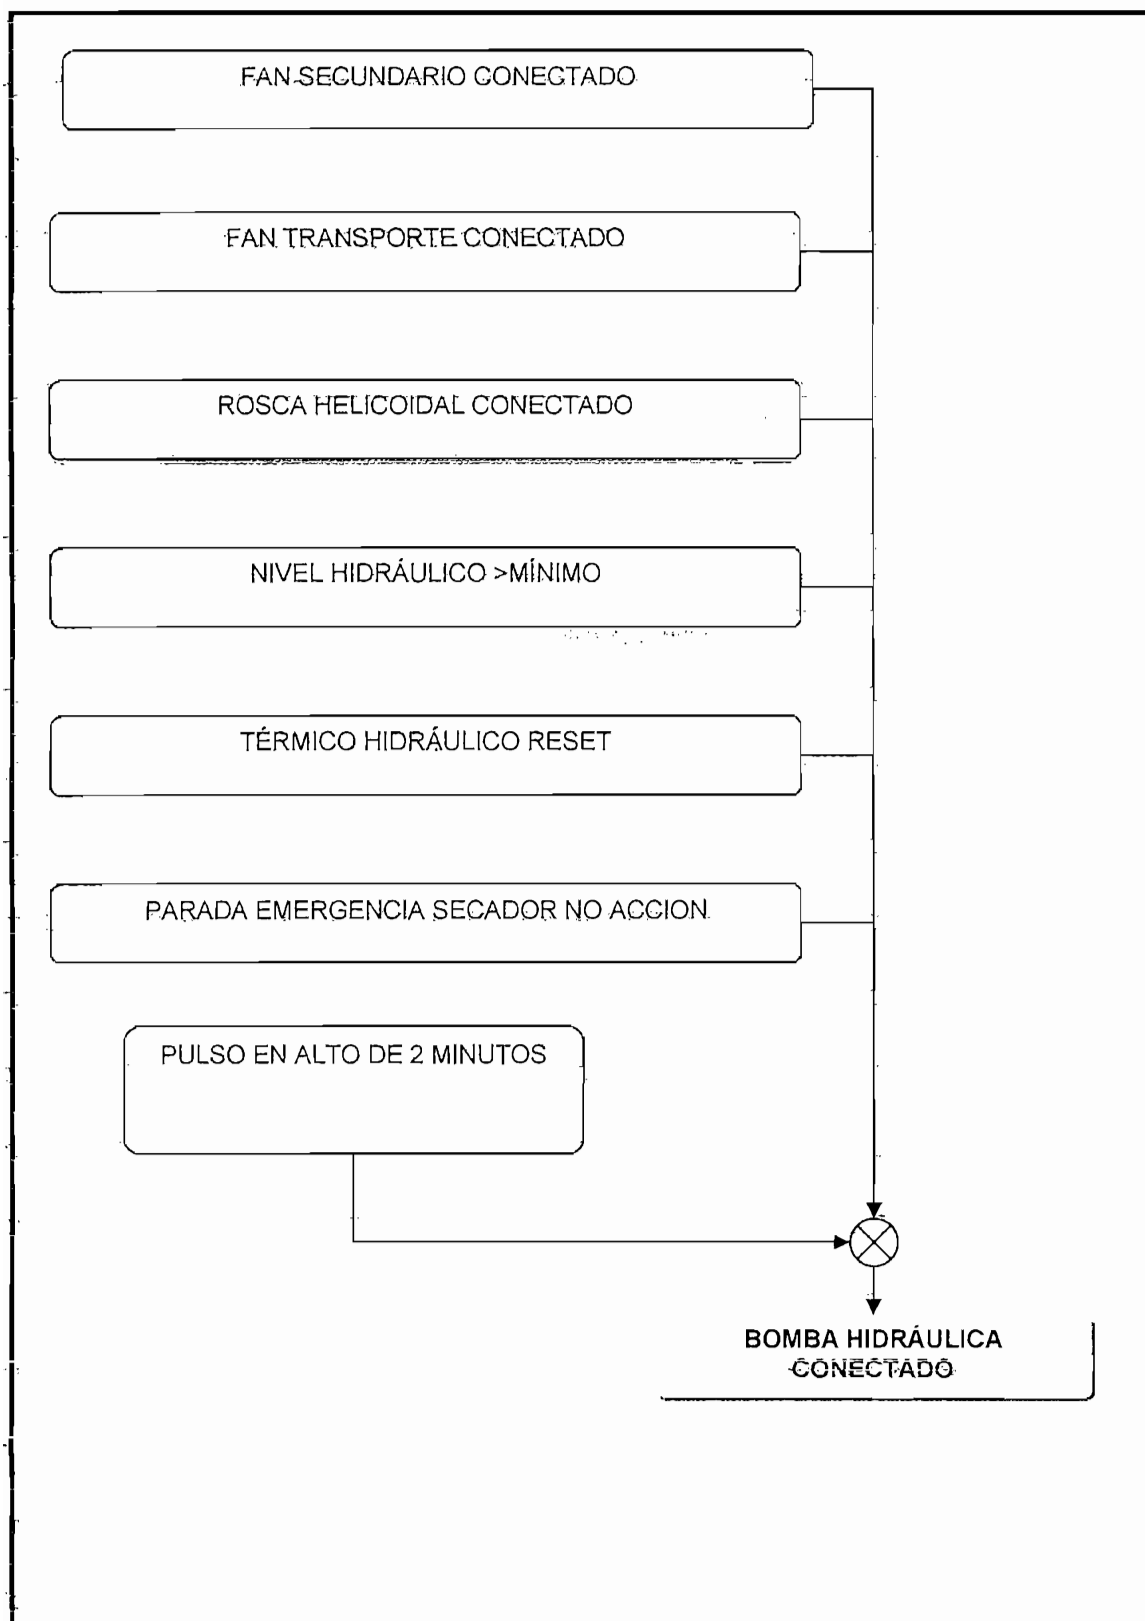 FAN SECUNDARIO CONECTADO
FAN TRANSPORTE CONECTADO
ROSCA HELICOIDAL CONECTADO
NIVEL HIDRÁULICO >MÍNIMO
TÉRMICO HIDRÁULICO RESET
PARADA EMERGENCIA SECADOR NO ACCION
PULSO EN ALTO DE 2 MINUTOS
BOMBA HIDRÁULICA
CONECTADO